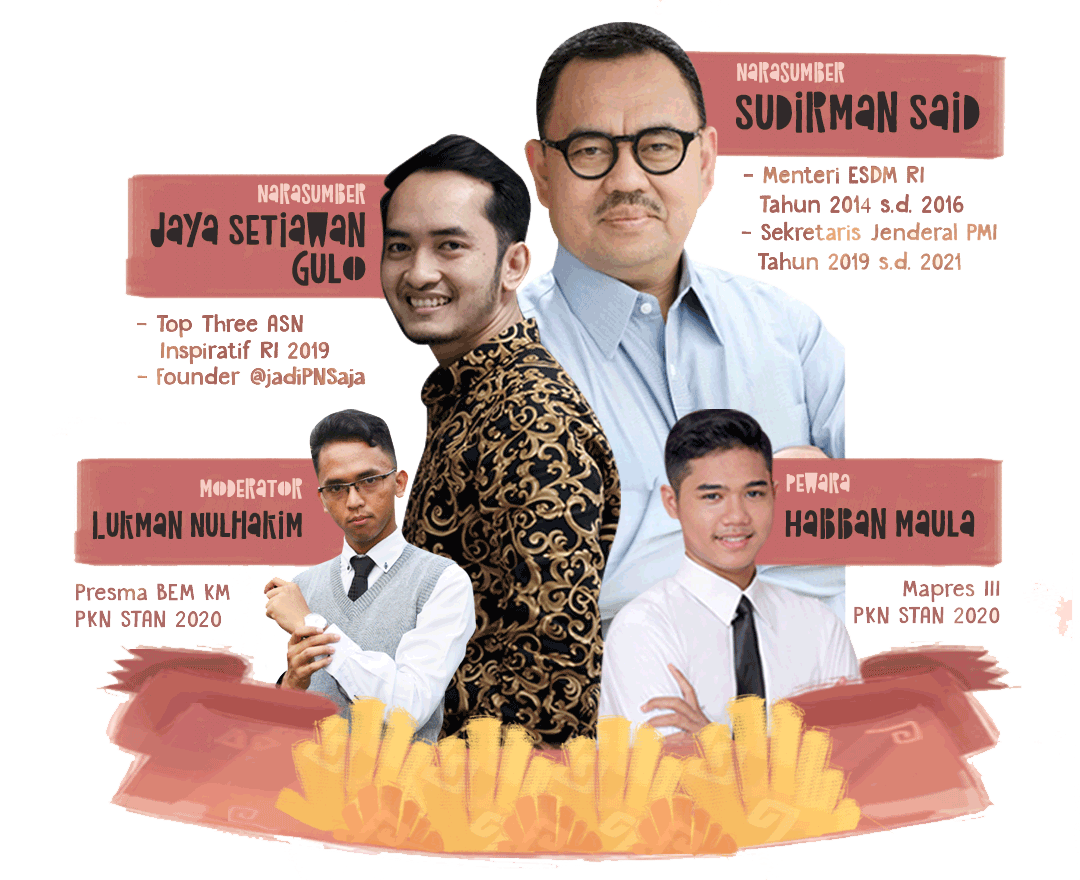 NARASUMBER
SUDIRMAN SAID
- Menteri ESDM RI
Tahun 2014 s.d. 2016
- Sekretaris Jenderal PMI
Tahun 2019 s.d. 2021
NARASUMBER
JAYA SETIAWAN
GULO
- Top Three ASN
Inspiratif RI 2019
- Founder @jadiPNSaja
MODERATOR
LUKMAN NULHAKIM
Presma BEM KM
PKN STAN 2020
PEWARA
HABBAN MAULA
Mapres III
PKN STAN 2020